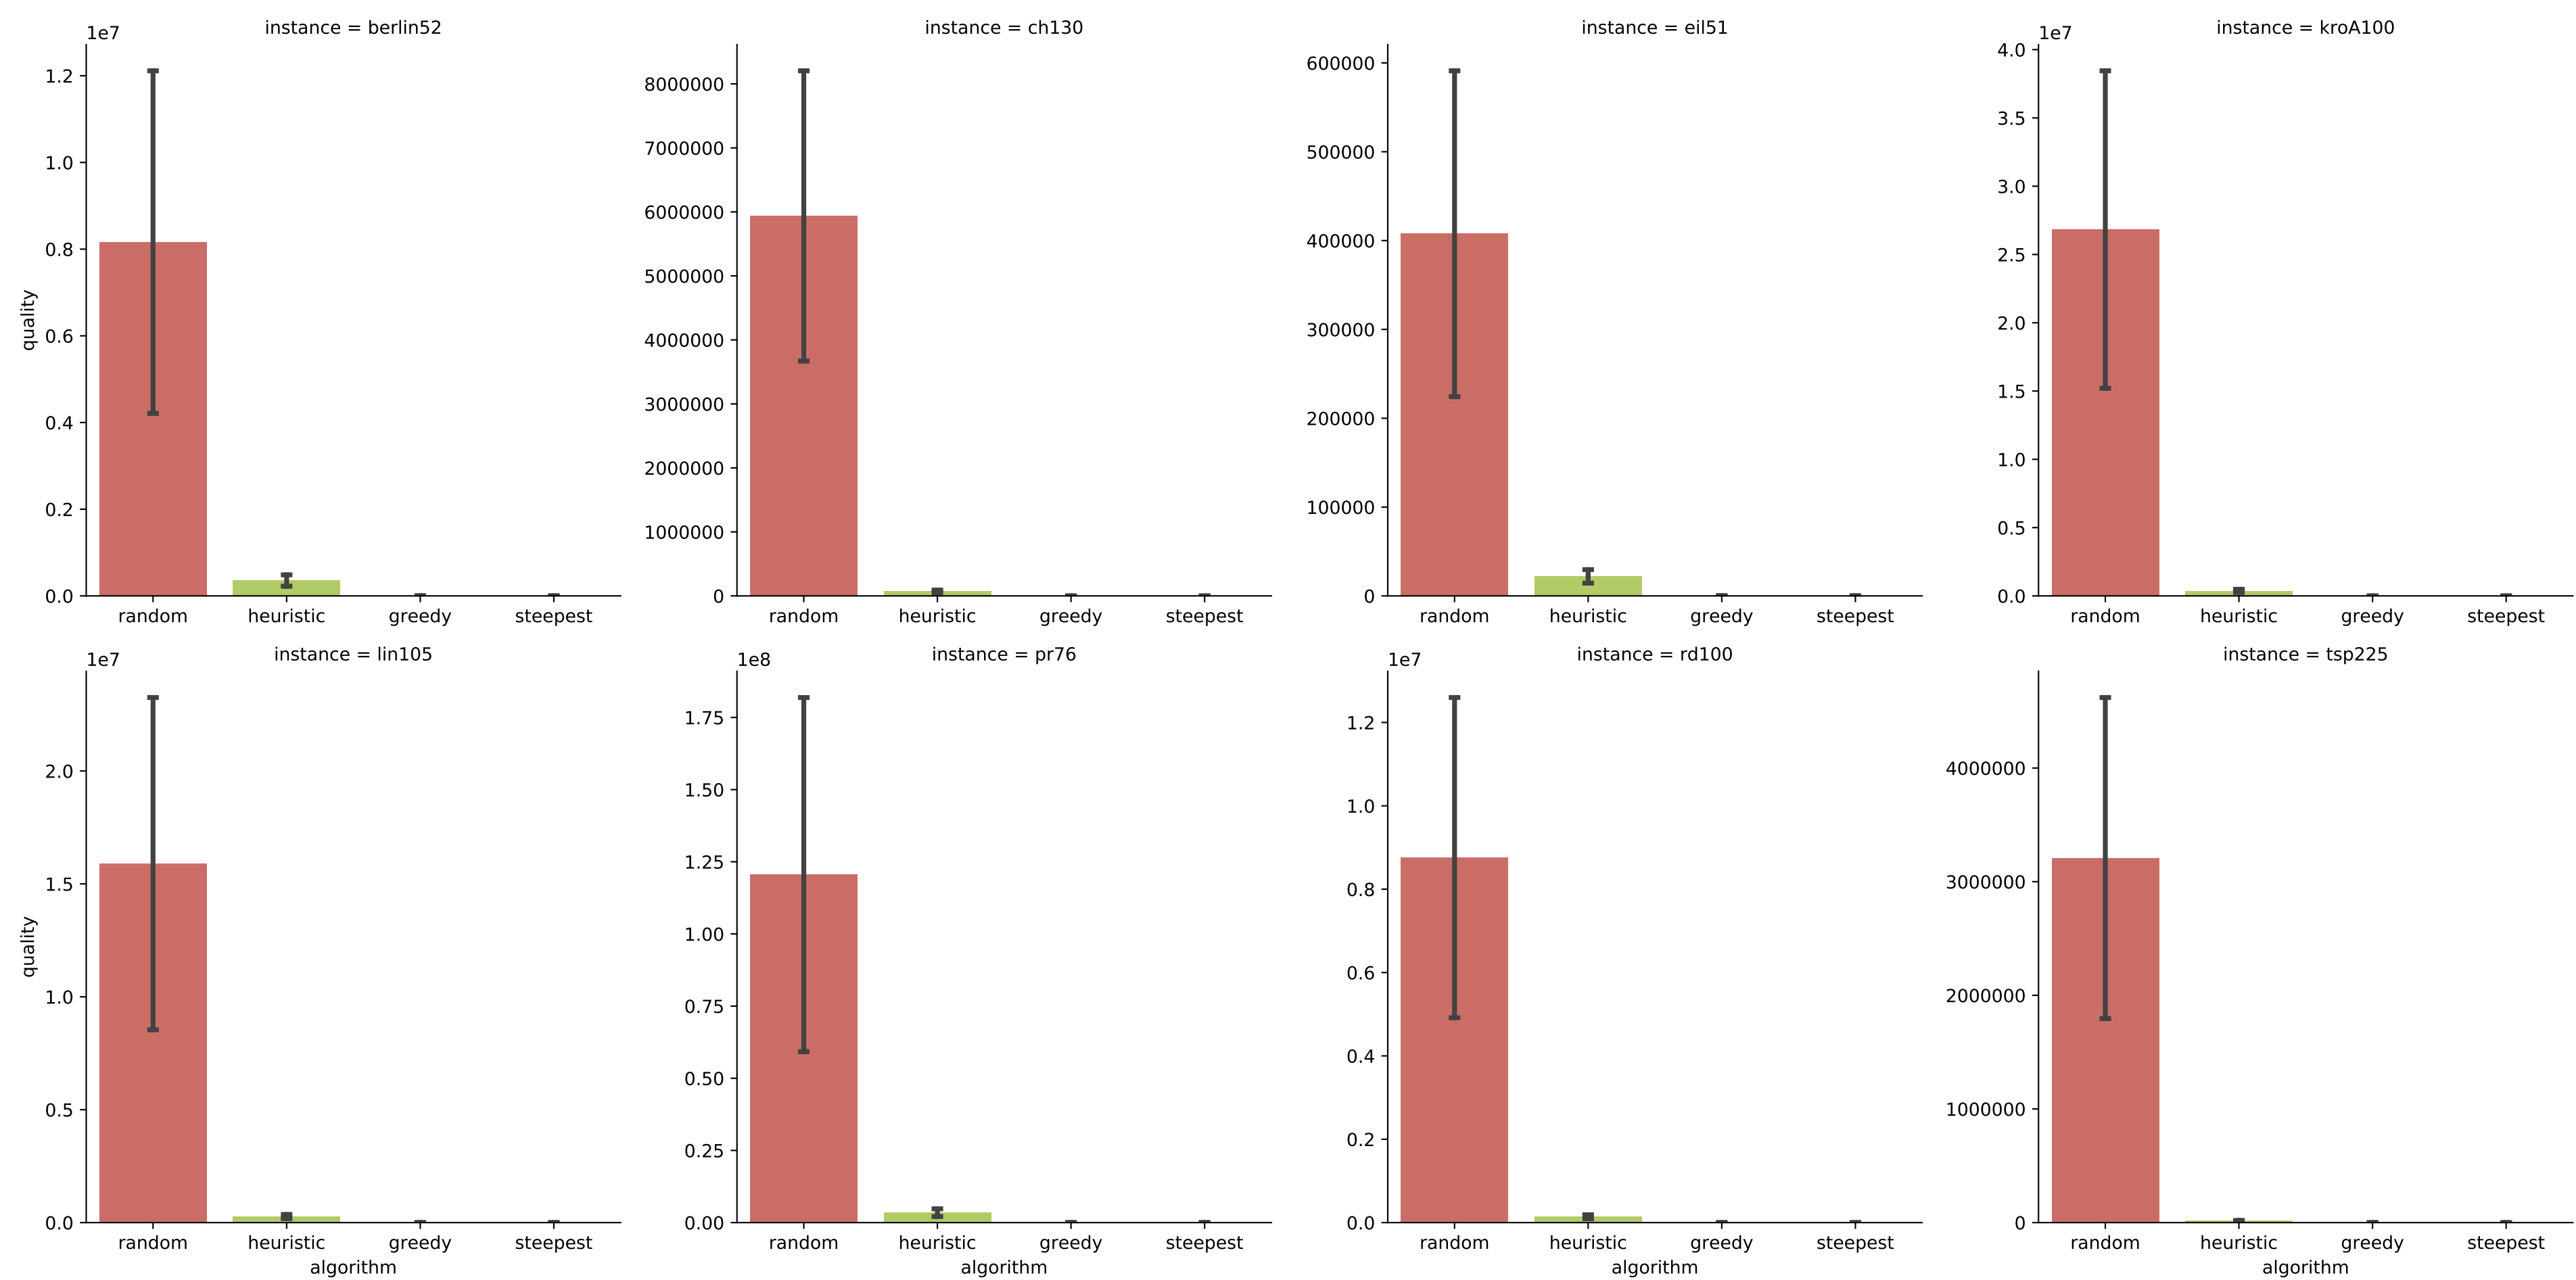 instance = berlin52
1e7
1.2
1.0
0.8
0.6
0.4
0.2
0.0
quality
random heuristic greedy steepest
instance = ch130
8000000
7000000
6000000
5000000
4000000
3000000
2000000
1000000
0
random heuristic greedy steepest
instance = eil51
600000
500000
400000
300000
200000
100000
0
random heuristic greedy steepest
instance = kroA100
1e7
4.0
3.5
3.0
2.5
2.0
1.5
1.0
0.5
0.0
random heuristic greedy steepest
instance = lin105
1e7
2.0
1.5
1.0
0.5
0.0
quality
random heuristic greedy steepest
algorithm
instance = pr76
1e8
1.75
1.50
1.25
1.00
0.75
0.50
0.25
0.00
random heuristic greedy steepest
algorithm
instance = rd100
1e7
1.2
1.0
0.8
0.6
0.4
0.2
0.0
random heuristic greedy steepest
algorithm
instance = tsp225
4000000
3000000
2000000
1000000
0
random heuristic greedy steepest
algorithm